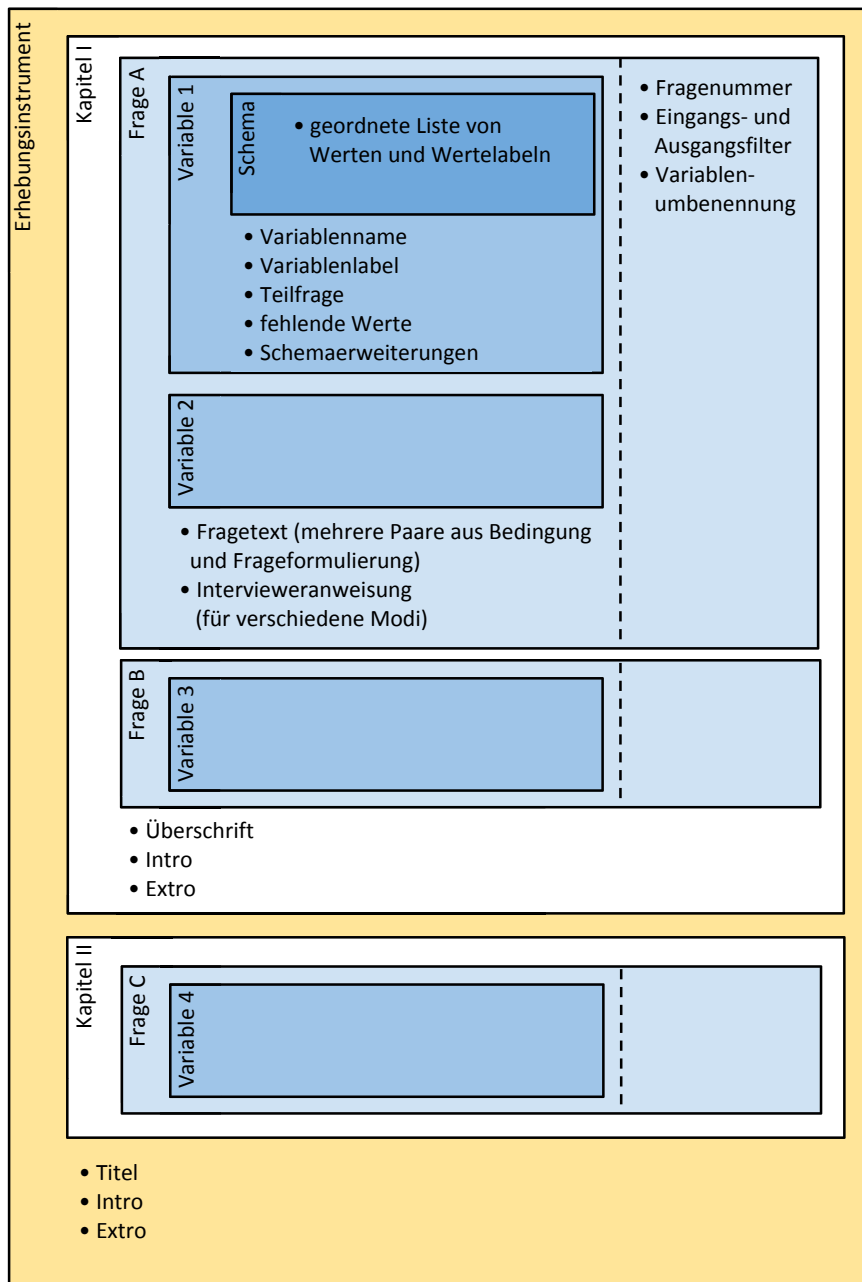 Erhebungsinstrument
Kapitel I
Frage A
Variable 1
Schema
• geordnete Liste von
Werten und Wertelabeln
• Variablenname
• Variablenlabel
• Teilfrage
• fehlende Werte
• Schemaerweiterungen
Variable 2
• Fragetext (mehrere Paare aus Bedingung
und Frageformulierung)
• Intervieweranweisung
(für verschiedene Modi)
• Fragenummer
• Eingangs- und
Ausgangsfilter
• Variablen-
umbenennung
Frage B
Variable 3
• Überschrift
• Intro
• Extro
Kapitel II
Frage C
Variable 4
• Titel
• Intro
• Extro